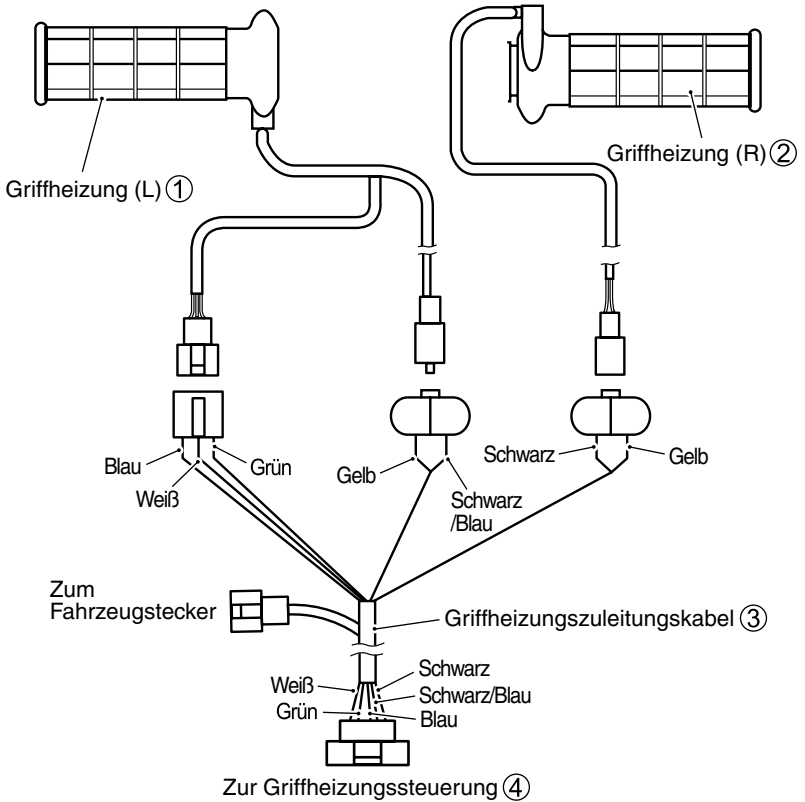 Griffheizung (R) ②
Griffheizung (L) ①
Blau
Weiß
Grün
Gelb
Schwarz
/Blau
Schwarz
Gelb
Zum
Fahrzeugstecker
Griffheizungszuleitungskabel ③
Weiß
Grün
Schwarz
Schwarz/Blau
Blau
Zur Griffheizungssteuerung ④